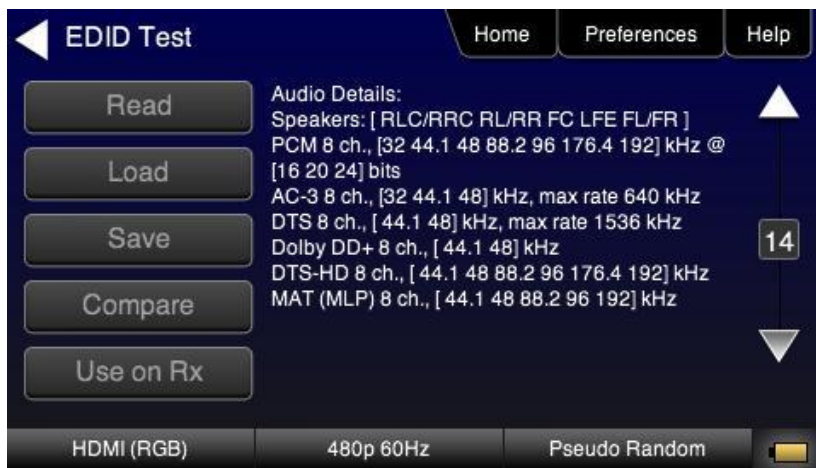 EDID Test
Home
Preferences
Help
Read
Load
Save
Compare
Use on Rx
Audio Details:
Speakers: [ RLC/RRC RL/RR FC LFE FL/FR ]
PCM 8 ch., [32 44.1 48 88.2 96 176.4 192] kHz @
[16 20 24] bits
AC-3 8 ch., [32 44.1 48] kHz, max rate 640 kHz
DTS 8 ch., [ 44.1 48] kHz, max rate 1536 kHz
Dolby DD+ 8 ch., [ 44.1 48] kHz
DTS-HD 8 ch., [ 44.1 48 88.2 96 176.4 192] kHz
MAT (MLP) 8 ch., [ 44.1 48 88.2 96 192] kHz
14
HDMI (RGB)
480p 60Hz
Pseudo Random